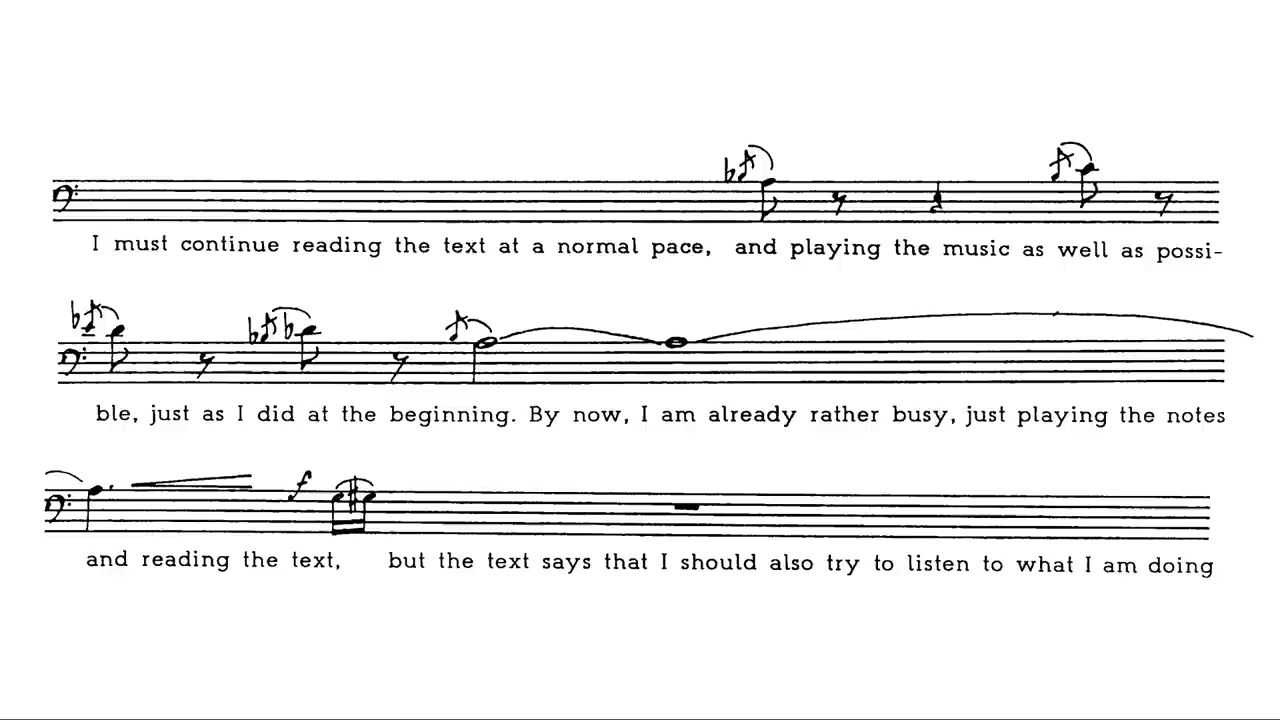 I must continue reading the text at a normal pace, and playing the music as well as possi-
ble, just as I did at the beginning. By now, I am already rather busy, just playing the notes
f
and reading the text, but the text says that I should also try to listen to what I am doing